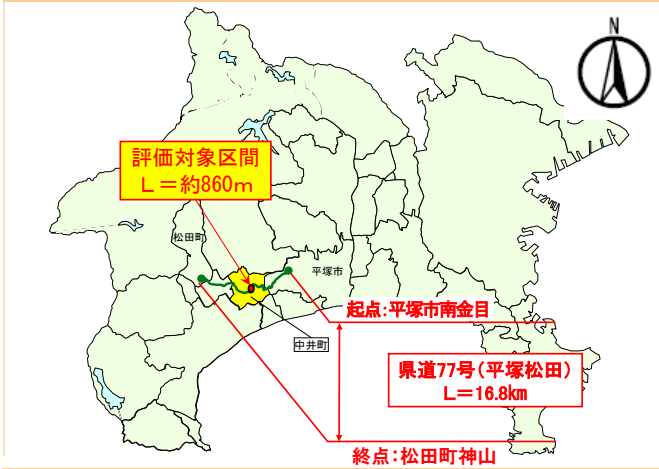 N
評価対象区間
L=約860m
松田町
平塚市
起点:平塚市南金目
中井町
県道77号(平塚松田)
L=16.8km
終点:松田町神山